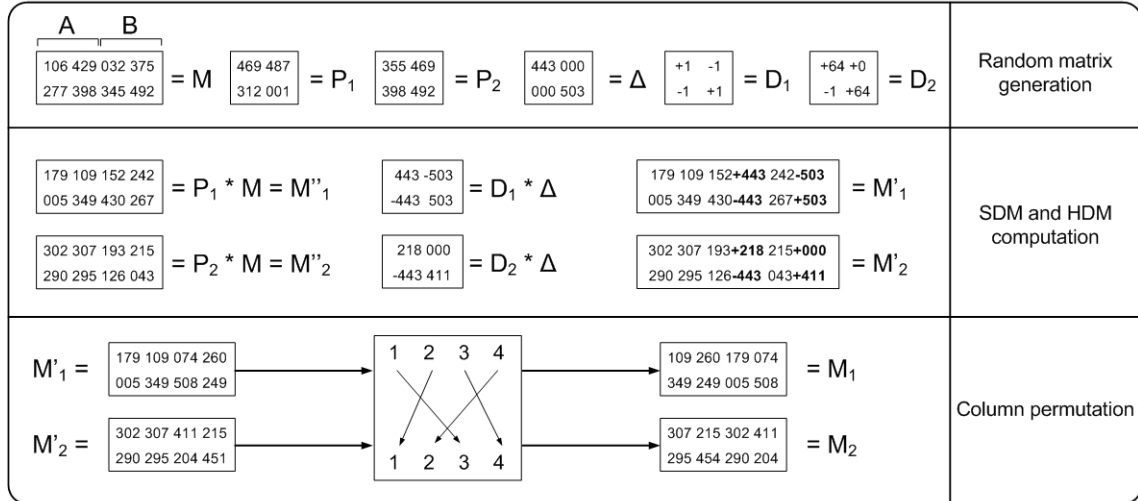 A B
106 429 032 375
277 398 345 492
= M
469 487
312 001
= P1
355 469
398 492
= P2
443 000
000 503
= Δ
+1 -1
-1 +1
= D1
+64 +0
-1 +64
= D2
Random matrix
generation
179 109 152 242
005 349 430 267
= P1 * M = M''1
443 -503
-443 503
= D1 * Δ
179 109 152+443 242-503
005 349 430-443 267+503
= M'1
302 307 193 215
290 295 126 043
= P2 * M = M''2
218 000
-443 411
= D2 * Δ
302 307 193+218 215+000
290 295 126-443 043+411
= M'2
SDM and HDM
computation
M'1 =
179 109 074 260
005 349 508 249
1 2 3 4
109 260 179 074
349 249 005 508
= M1
M'2 =
302 307 411 215
290 295 204 451
1 2 3 4
307 215 302 411
295 454 290 204
= M2
Column permutation